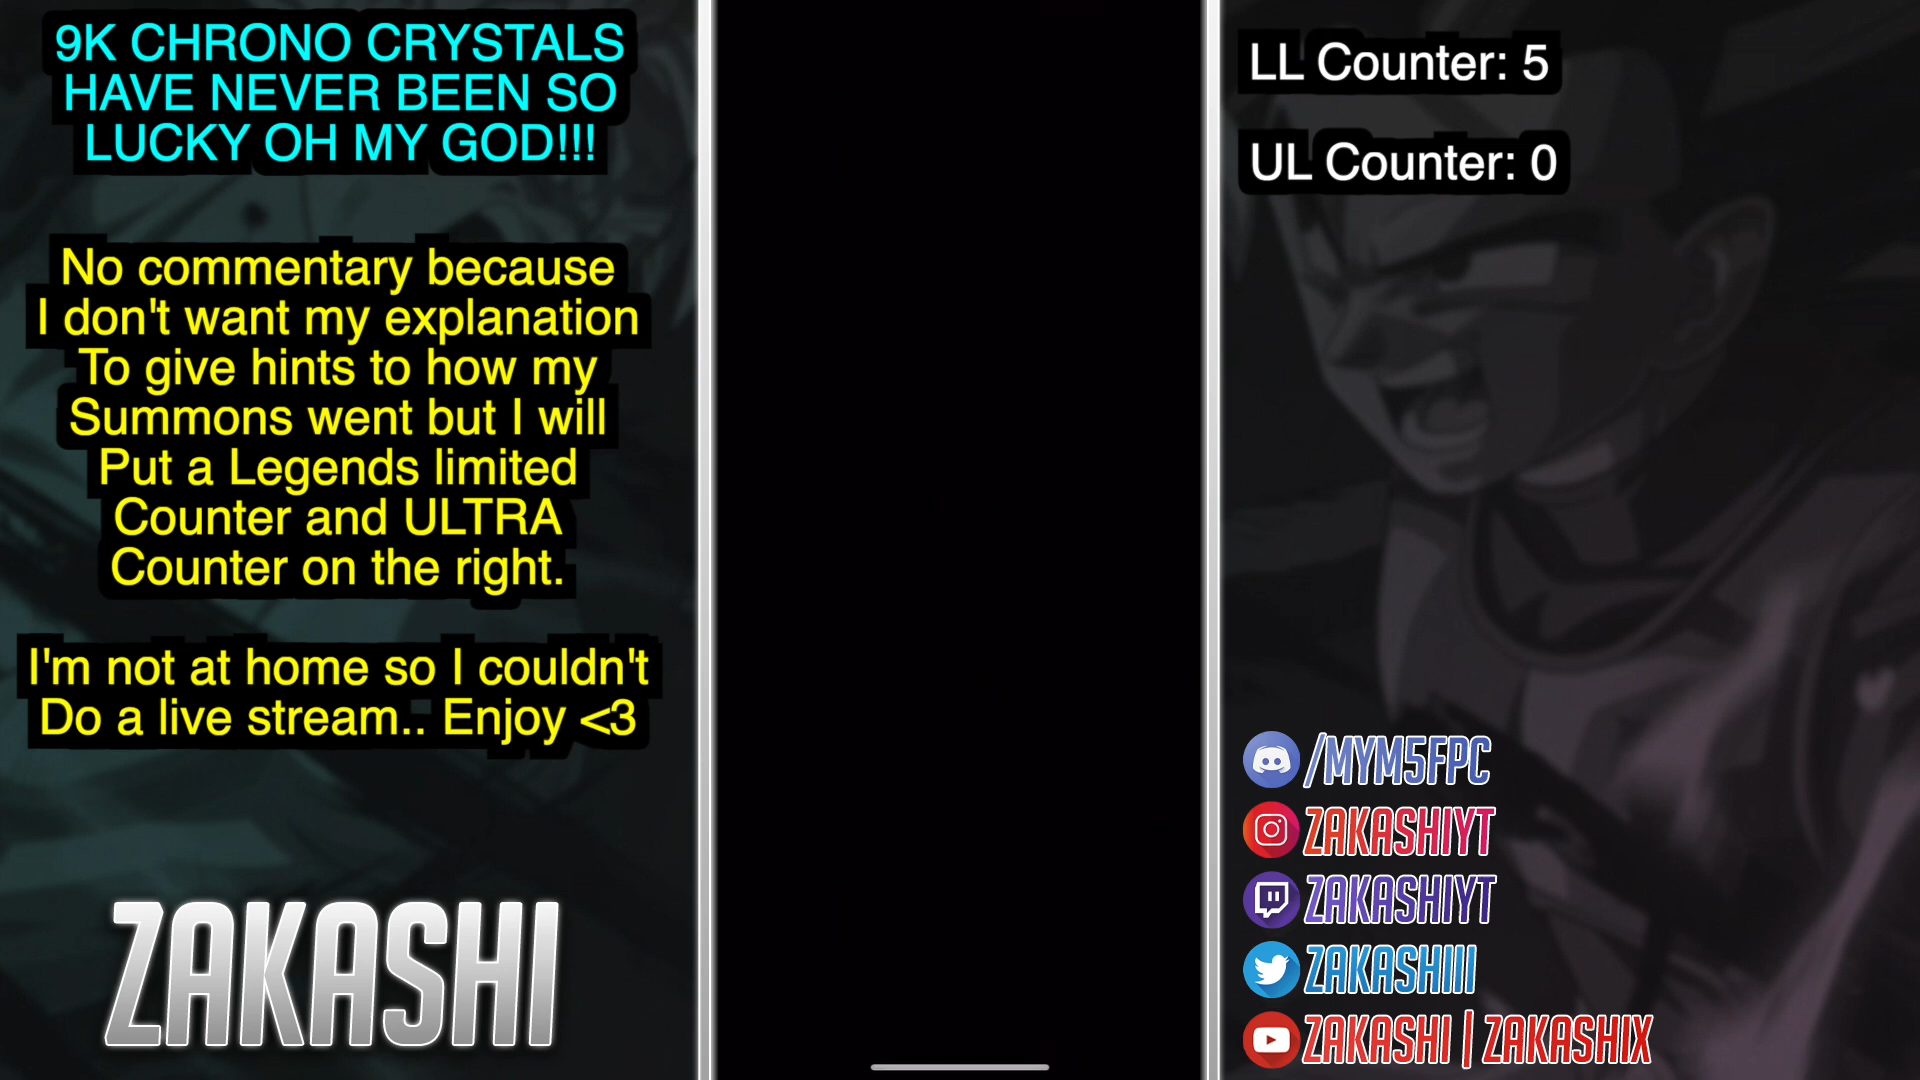 9K CHRONO CRYSTALS
HAVE NEVER BEEN SO
LUCKY OH MY GOD!!!
No commentary because
I don't want my explanation
To give hints to how my
Summons went but I will
Put a Legends limited
Counter and ULTRA
Counter on the right.
I'm not at home so I couldn't
Do a live stream.. Enjoy <3
ZAKASHI
LL Counter: 5
UL Counter: 0
/MYM5FPC
ZAKASHIYT
ZAKASHIYT
ZAKASHIII
ZAKASHI | ZAKASHIX